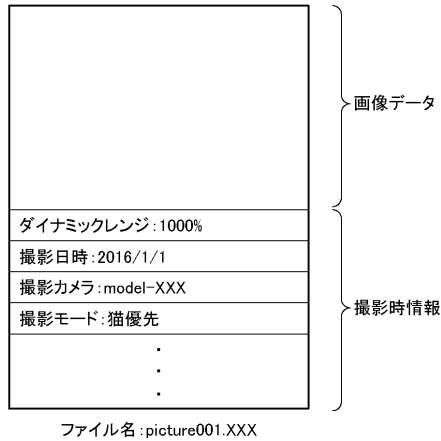 画像データ
ダイナミックレンジ：1000%
撮影日時：2016/1/1
撮影カメラ：model-XXX
撮影モード：猫優先
撮影時情報
ファイル名：picture001.XXX